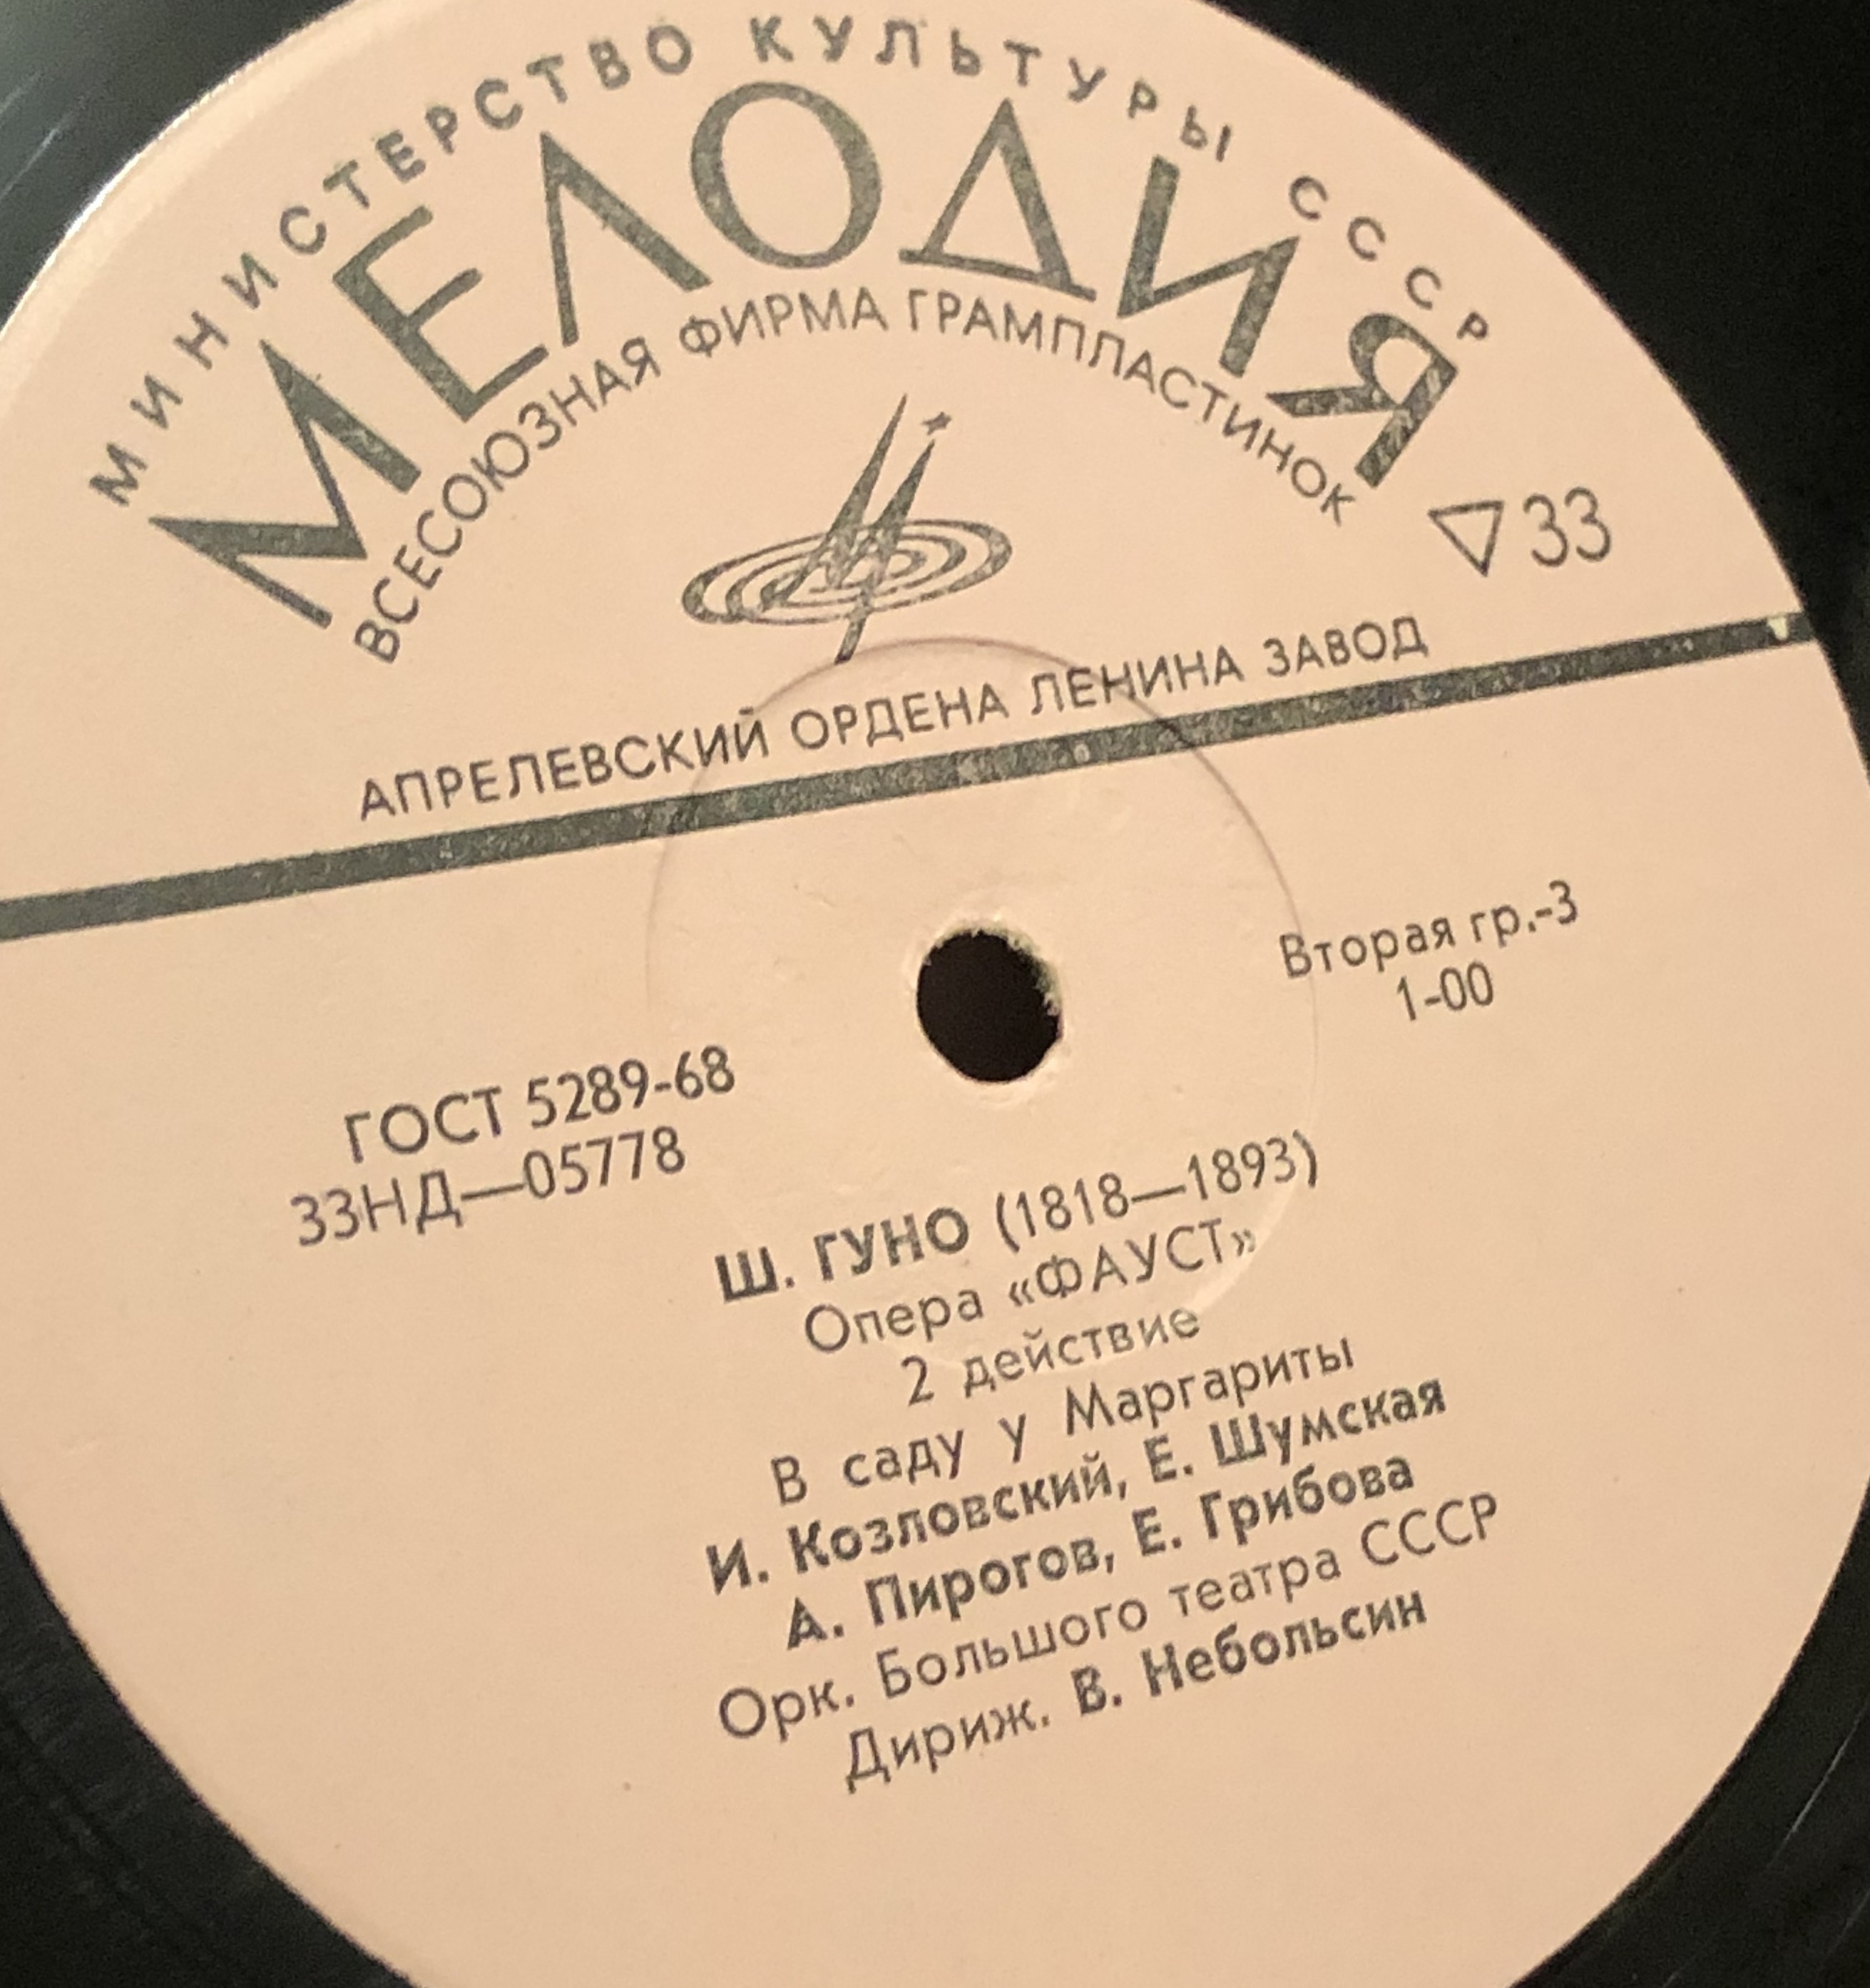 МИНИСТЕРСТВО КУЛЬТУРЫ СССР
МЕЛОДИЯ
ВСЕСОЮЗНАЯ ФИРМА ГРАМПЛАСТИНОК
▽33
АПРЕЛЕВСКИЙ ОРДЕНА ЛЕНИНА ЗАВОД
Вторая гр.-3
1-00
ГОСТ 5289-68
33НД—05778
Ш. ГУНО (1818—1893)
Опера «ФАУСТ»
2 действие
В саду у Маргариты
И. Козловский, Е. Шумская
А. Пирогов, Е. Грибова
Орк. Большого театра СССР
Дириж. В. Небольсин